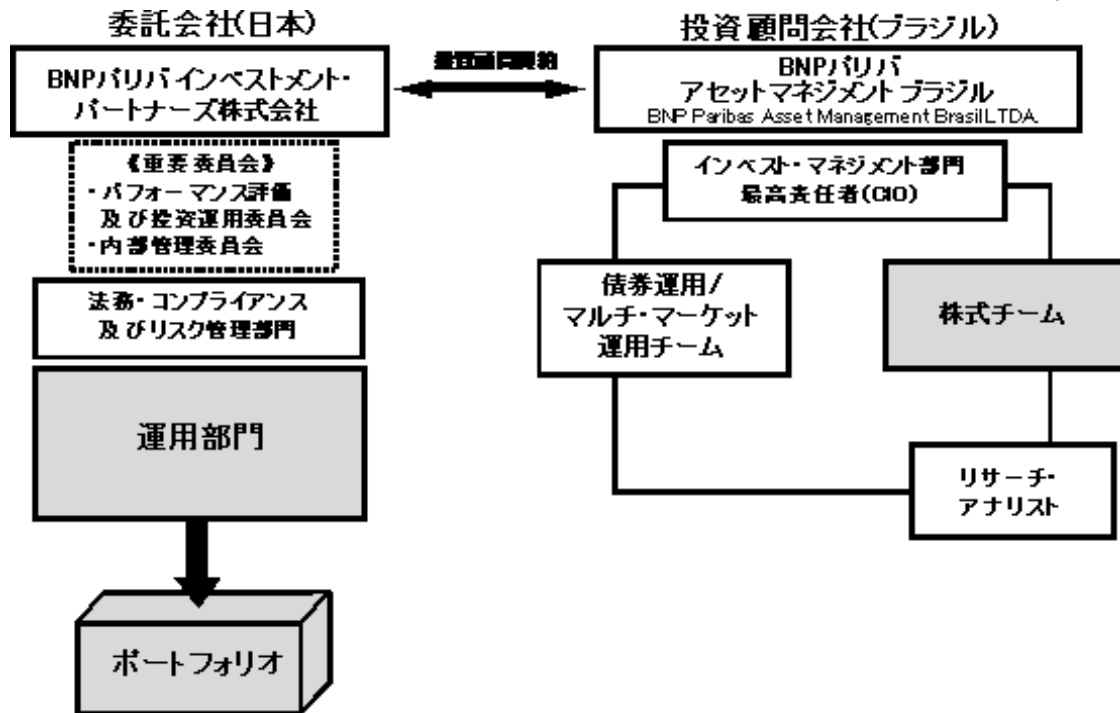 委託会社(日本)
BNPパリバ インベストメント・
パートナーズ株式会社
《重要委員会》
・パフォーマンス評価
及び投資運用委員会
・内部管理委員会
法務・コンプライアンス
及びリスク管理部門
運用部門
ポートフォリオ
投資顧問会社(ブラジル)
BNPパリバ
アセットマネジメント ブラジル
BNP Paribas Asset Management Brasil LTDA.
インベスト・マネジメント部門
最高責任者(CIO)
債券運用/
マルチ・マーケット
運用チーム
株式チーム
リサーチ・
アナリスト